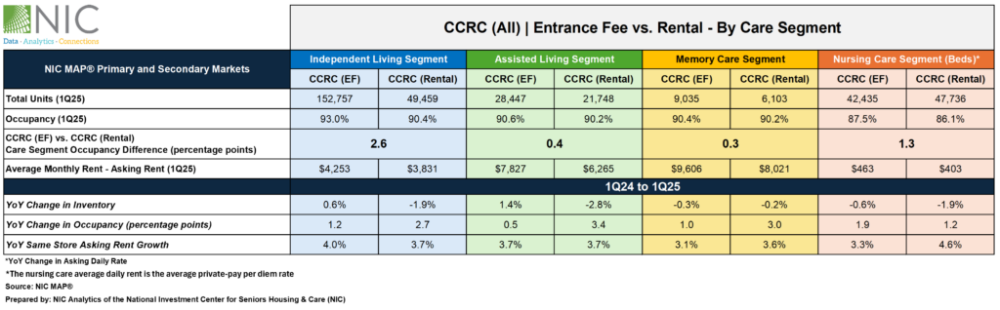 NIC
Data · Analytics · Connections
CCRC (All) | Entrance Fee vs. Rental - By Care Segment
NIC MAP® Primary and Secondary Markets
Independent Living Segment Assisted Living Segment Memory Care Segment Nursing Care Segment (Beds)*
CCRC (EF) CCRC (Rental) CCRC (EF) CCRC (Rental) CCRC (EF) CCRC (Rental) CCRC (EF) CCRC (Rental)
Total Units (1Q25) 152,757 49,459 28,447 21,748 9,035 6,103 42,435 47,736
Occupancy (1Q25) 93.0% 90.4% 90.6% 90.2% 90.4% 90.2% 87.5% 86.1%
CCRC (EF) vs. CCRC (Rental)
Care Segment Occupancy Difference (percentage points) 2.6 0.4 0.3 1.3
Average Monthly Rent - Asking Rent (1Q25) $4,253 $3,831 $7,827 $6,265 $9,606 $8,021 $463 $403
1Q24 to 1Q25
YoY Change in Inventory 0.6% -1.9% 1.4% -2.8% -0.3% -0.2% -0.6% -1.9%
YoY Change in Occupancy (percentage points) 1.2 2.7 0.5 3.4 1.0 3.0 1.9 1.2
YoY Same Store Asking Rent Growth 4.0% 3.7% 3.7% 3.7% 3.1% 3.6% 3.3% 4.6%
*YoY Change in Asking Daily Rate
*The nursing care average daily rent is the average private-pay per diem rate
Source: NIC MAP®
Prepared by: NIC Analytics of the National Investment Center for Seniors Housing & Care (NIC)